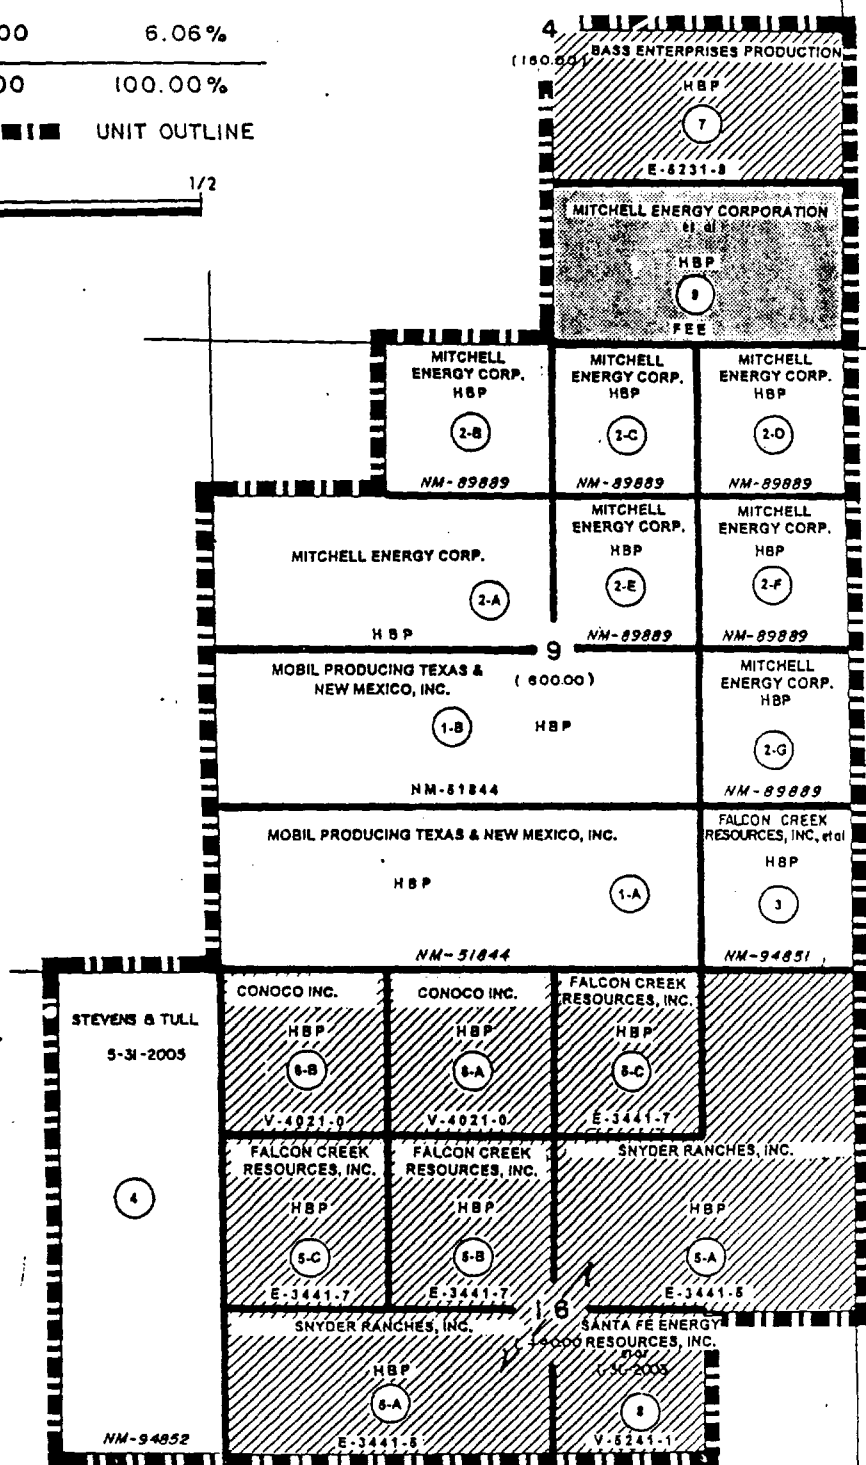 00 6.06%
00 100.00%
UNIT OUTLINE
1/2
4
(160.00)
BASS ENTERPRISES PRODUCTION
HBP
7
MITCHELL ENERGY CORPORATION
et al
HBP
9
FEE
MITCHELL
ENERGY CORP.
HBP
2-B
NM-89889
MITCHELL
ENERGY CORP.
HBP
2-C
NM-89889
MITCHELL
ENERGY CORP.
HBP
2-D
NM-89889
MITCHELL ENERGY CORP.
2-A
HBP
MITCHELL
ENERGY CORP.
HBP
2-E
NM-89889
MITCHELL
ENERGY CORP.
HBP
2-F
NM-89889
9
(600.00)
MOBIL PRODUCING TEXAS &
NEW MEXICO, INC.
1-B
HBP
NM-51844
MITCHELL
ENERGY CORP.
HBP
2-G
NM-89889
MOBIL PRODUCING TEXAS & NEW MEXICO, INC.
HBP
1-A
NM-51844
FALCON CREEK
RESOURCES, INC, et al
HBP
3
NM-94851
STEVENS & TULL
5-31-2003
4
NM-94852
CONOCO INC.
HBP
6-B
V-4021-0
CONOCO INC.
HBP
6-A
V-4021-0
FALCON CREEK
RESOURCES, INC.
HBP
E-3441-7
FALCON CREEK
RESOURCES, INC.
HBP
5-C
E-3441-7
FALCON CREEK
RESOURCES, INC.
HBP
5-B
E-3441-7
SNYDER RANCHES, INC.
HBP
5-A
E-3441-5
16
SNYDER RANCHES, INC.
HBP
5-A
E-3441-5
SANTA FE ENERGY
RESOURCES, INC.
et al
8
V-5241-1